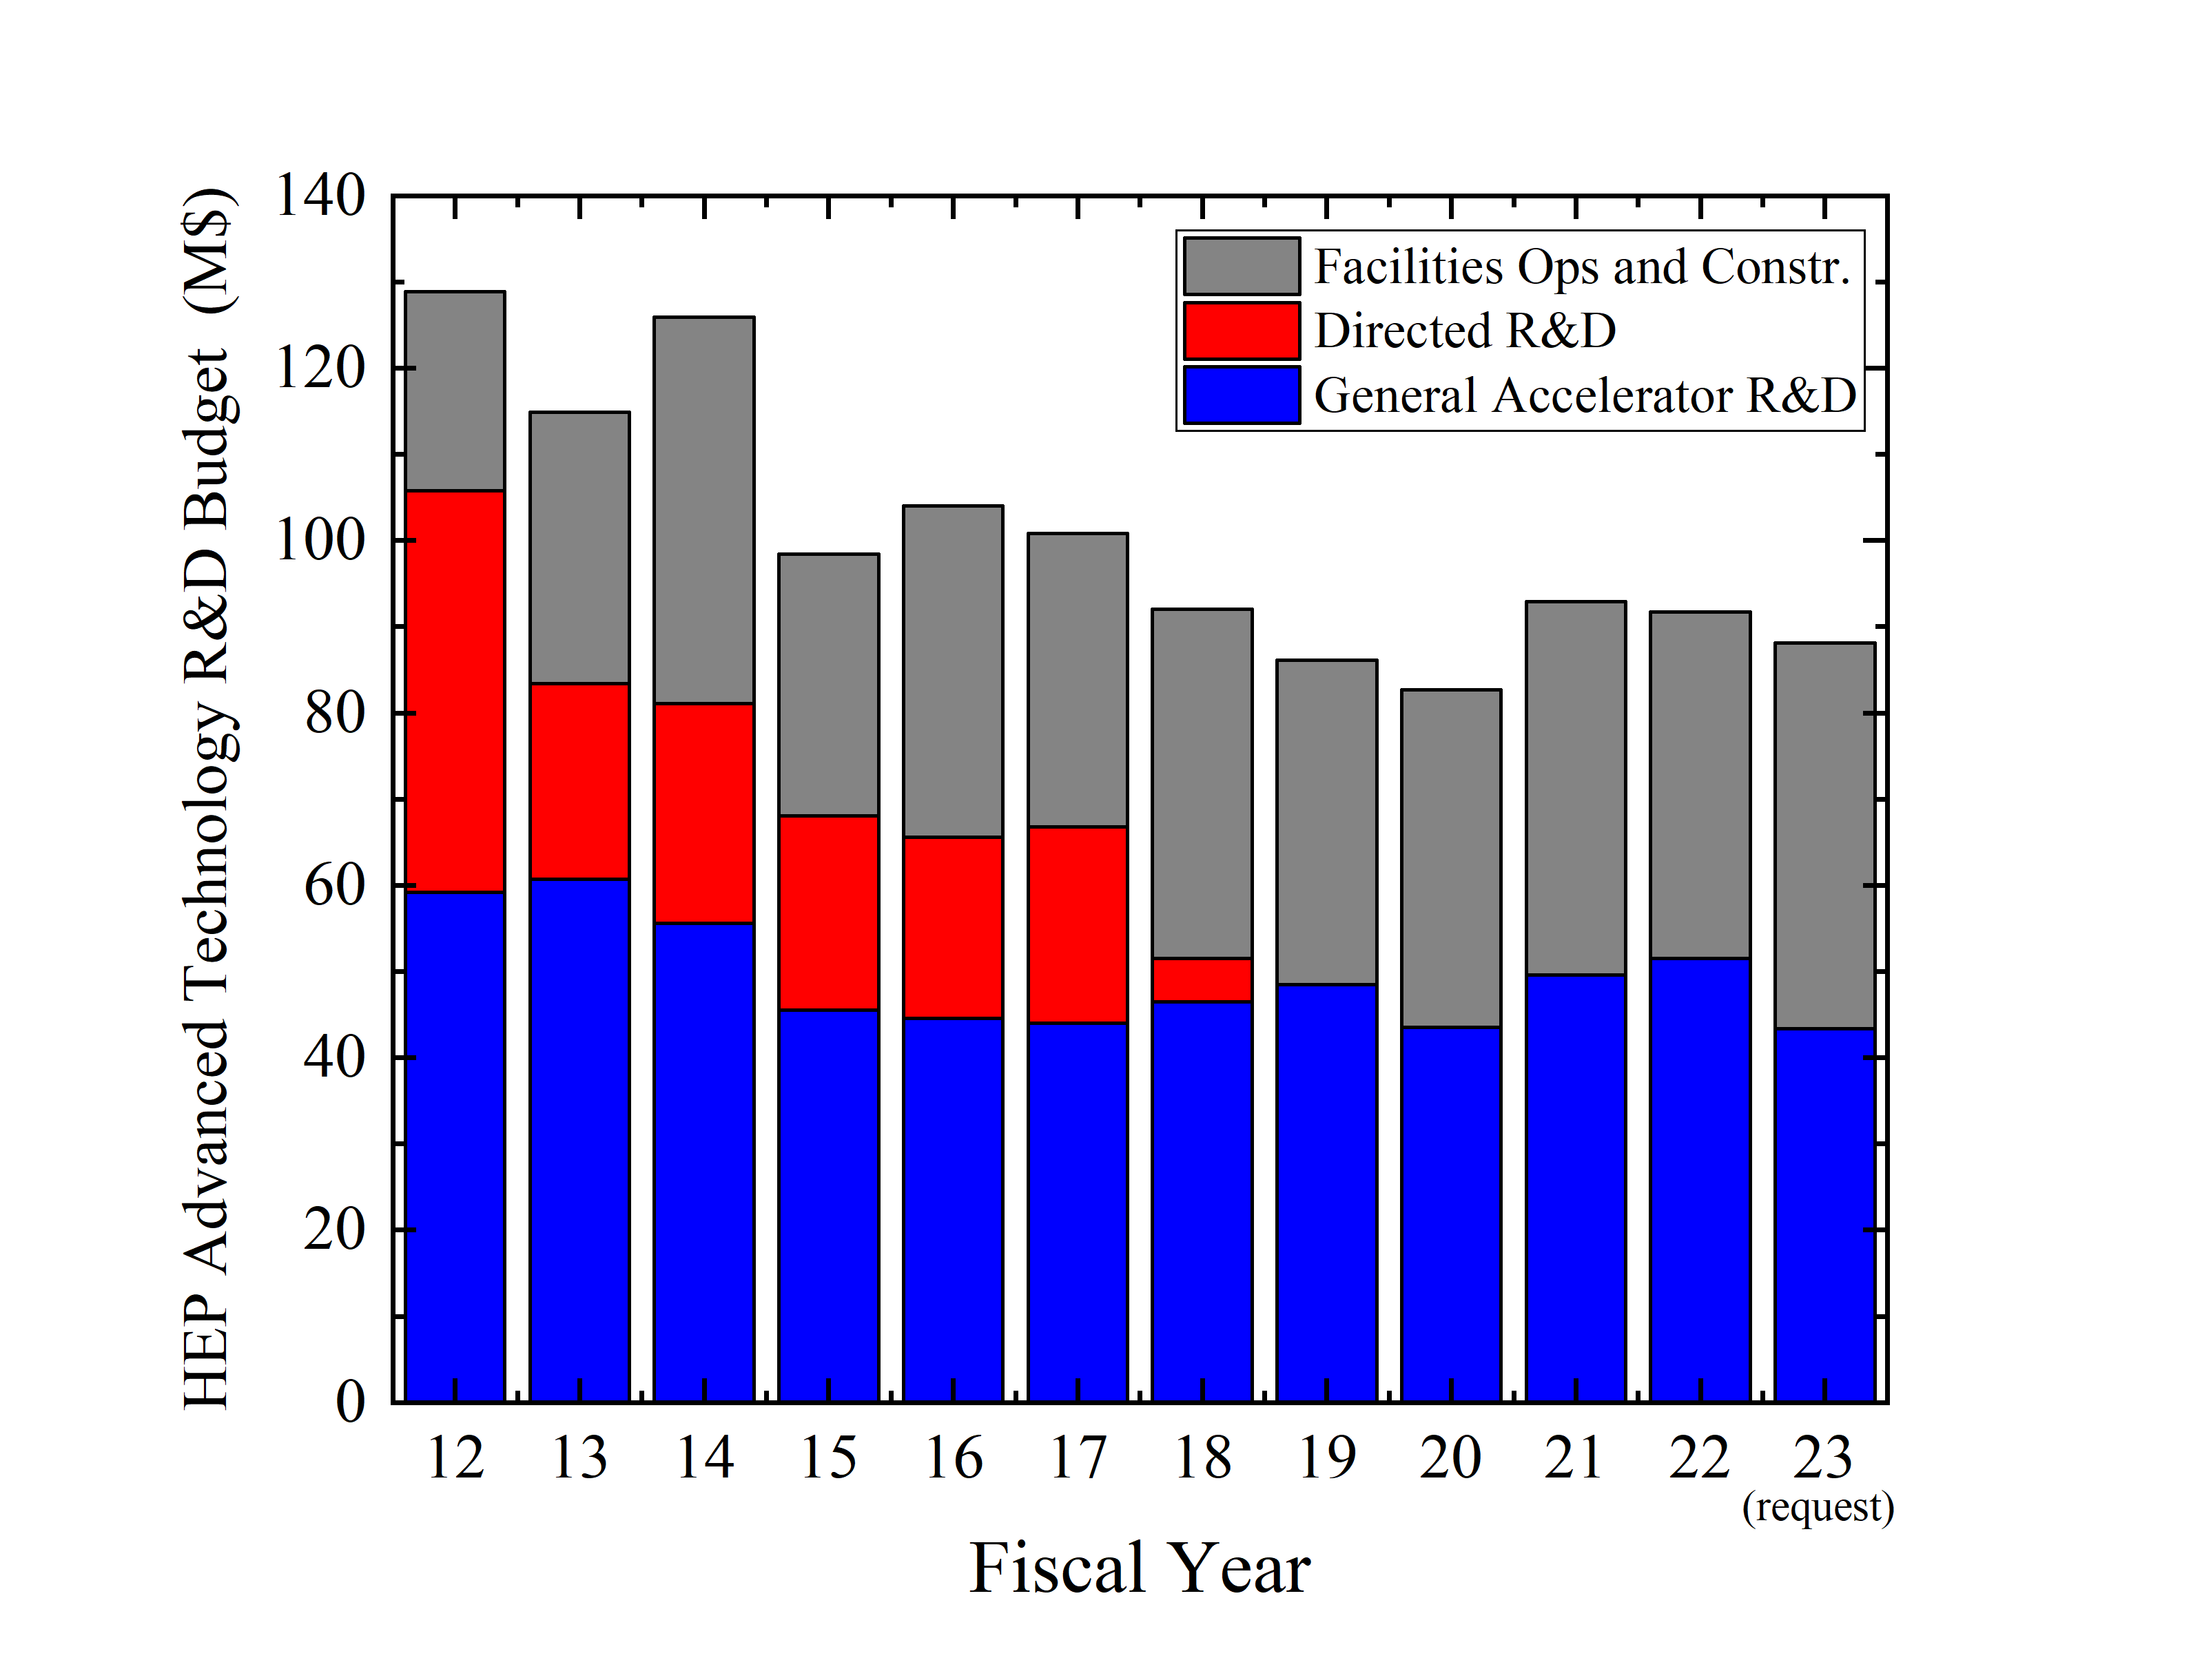 HEP Advanced Technology R&D Budget (M$)
140
120
100
80
60
40
20
0
Facilities Ops and Constr.
Directed R&D
General Accelerator R&D
12 13 14 15 16 17 18 19 20 21 22 23
(request)
Fiscal Year